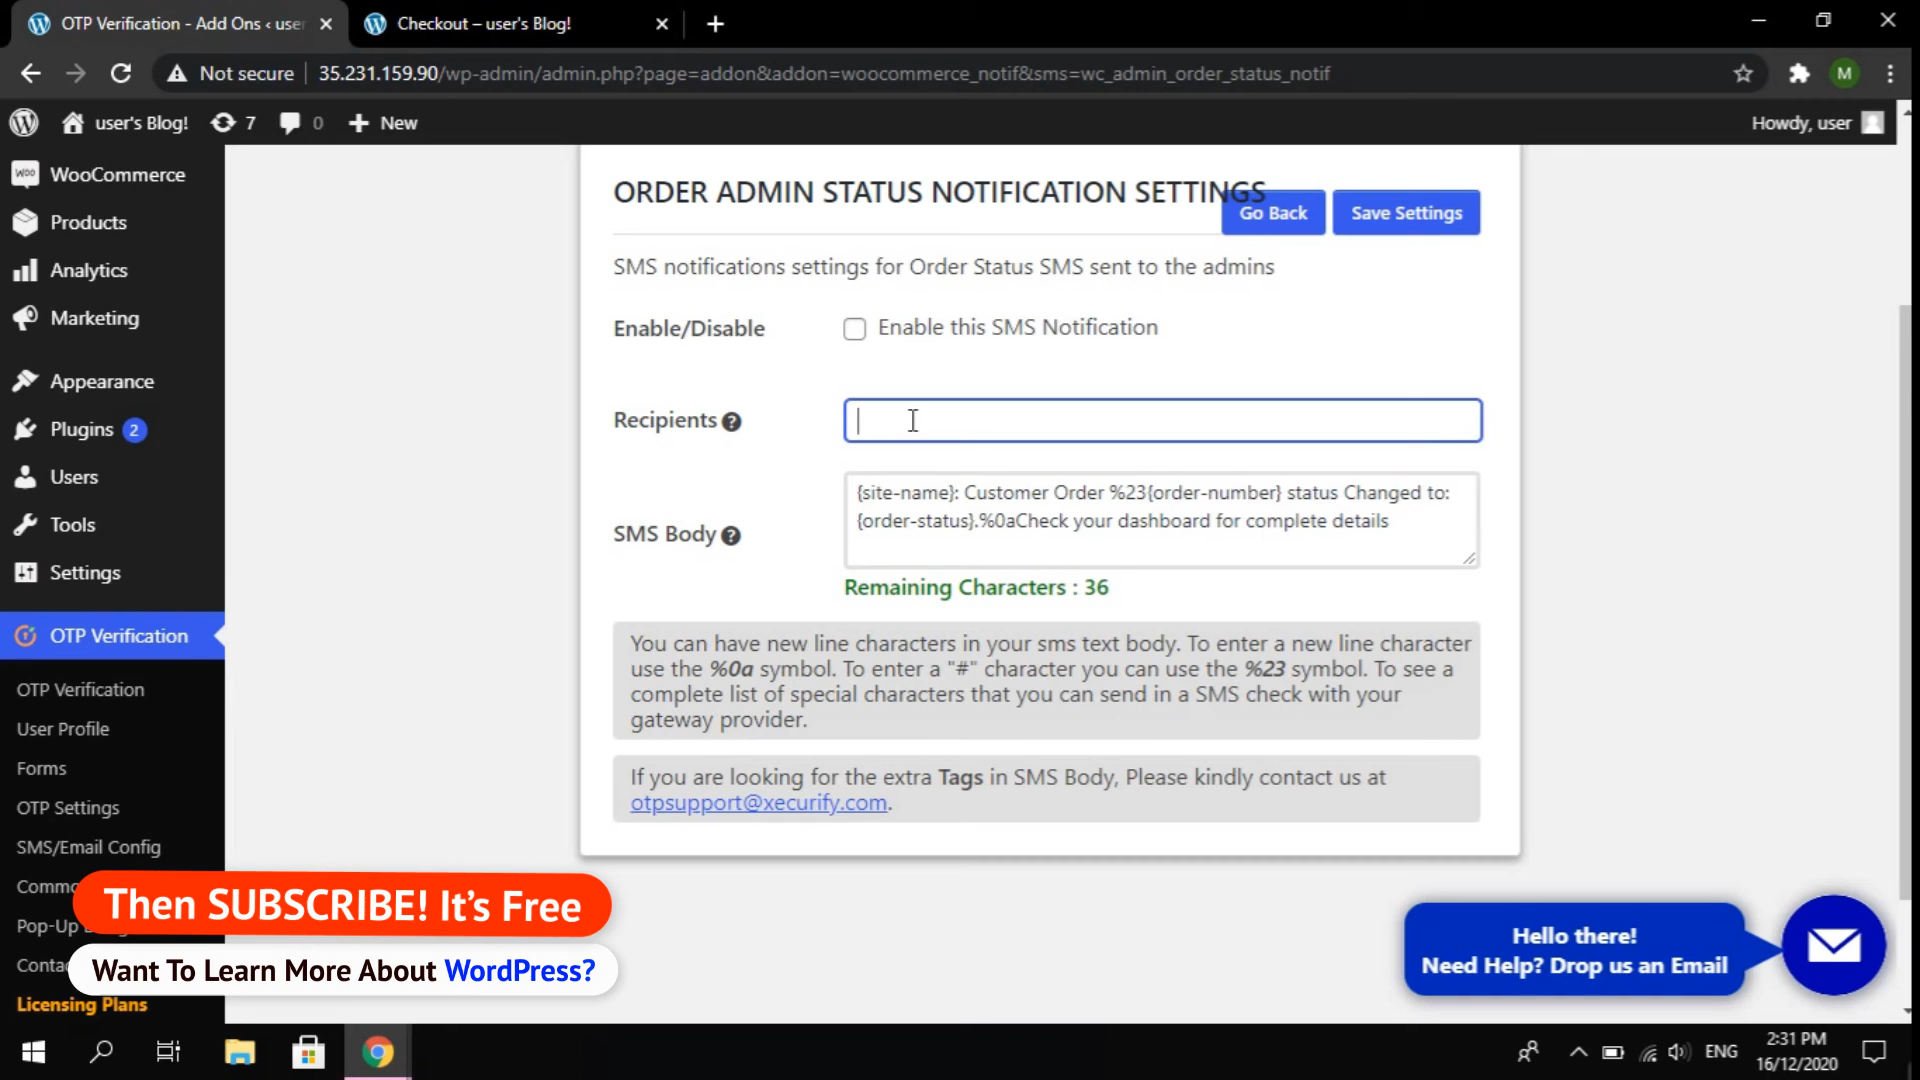 OTP Verification - Add Ons ‹ use
Checkout – user's Blog!
Not secure
35.231.159.90/wp-admin/admin.php?page=addon&addon=woocommerce_notif&sms=wc_admin_order_status_notif
M
user's Blog!
7
0
New
Howdy, user
WOO
WooCommerce
Products
Analytics
Marketing
Appearance
Plugins 2
Users
Tools
Settings
OTP Verification
OTP Verification
User Profile
Forms
OTP Settings
SMS/Email Config
Licensing Plans
ORDER ADMIN STATUS NOTIFICATION SETTINGS
Go Back
Save Settings
SMS notifications settings for Order Status SMS sent to the admins
Enable/Disable
Enable this SMS Notification
Recipients ?
SMS Body ?
{site-name}: Customer Order %23{order-number} status Changed to:
{order-status}.%0aCheck your dashboard for complete details
Remaining Characters : 36
You can have new line characters in your sms text body. To enter a new line character
use the %0a symbol. To enter a "#" character you can use the %23 symbol. To see a
complete list of special characters that you can send in a SMS check with your
gateway provider.
If you are looking for the extra Tags in SMS Body, Please kindly contact us at
otpsupport@xecurify.com.
Then SUBSCRIBE! It's Free
Want To Learn More About WordPress?
Hello there!
Need Help? Drop us an Email
ENG
2:31 PM
16/12/2020